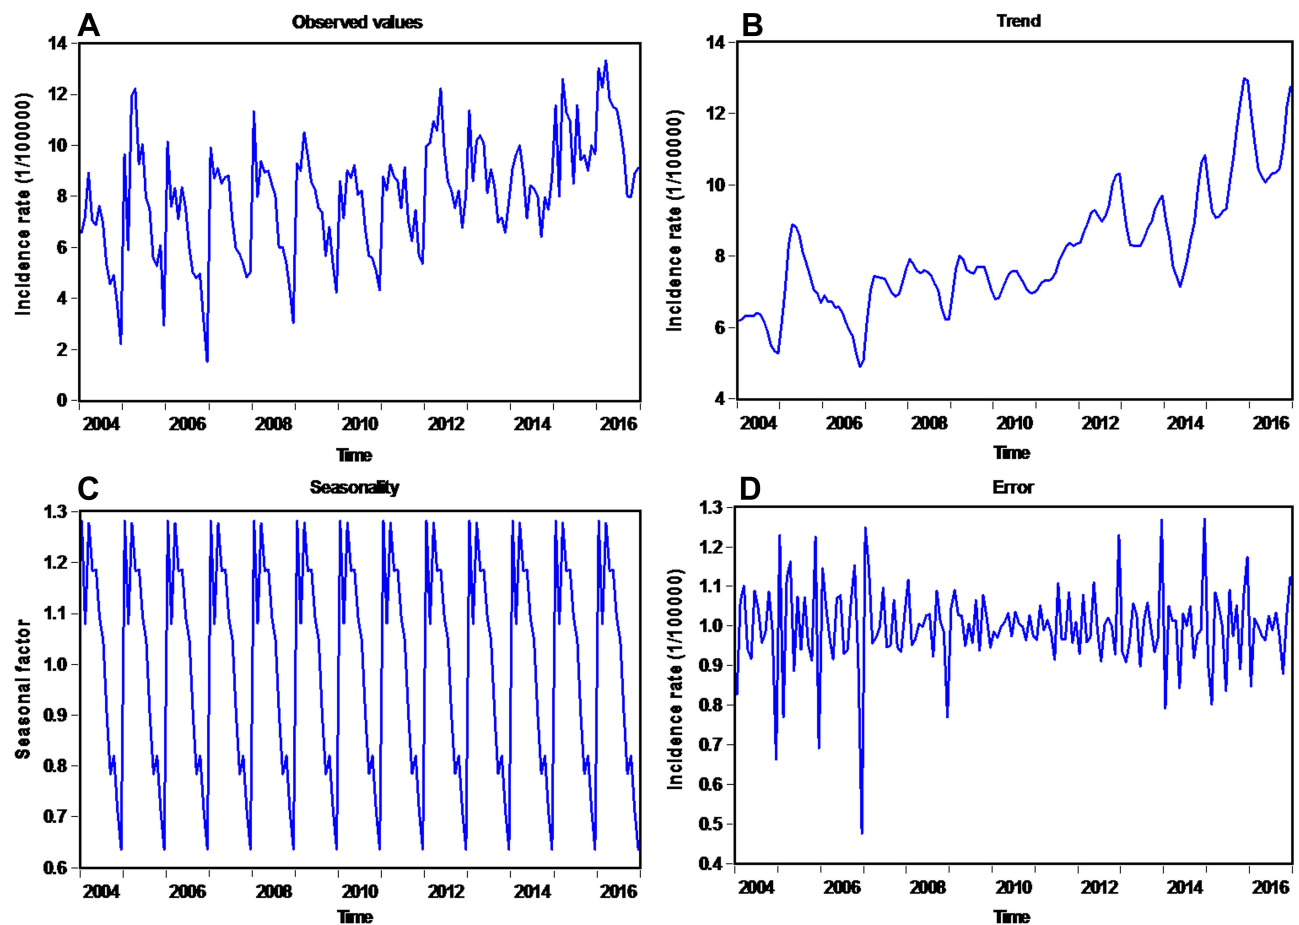 A
Observed values
14
12
10
8
6
4
2
0
Incidence rate (1/100000)
2004 2006 2008 2010 2012 2014 2016
Time
B
Trend
14
12
10
8
6
4
Incidence rate (1/100000)
2004 2006 2008 2010 2012 2014 2016
Time
C
Seasonality
1.3
1.2
1.1
1.0
0.9
0.8
0.7
0.6
Seasonal factor
2004 2006 2008 2010 2012 2014 2016
Time
D
Error
1.3
1.2
1.1
1.0
0.9
0.8
0.7
0.6
0.5
0.4
Incidence rate (1/100000)
2004 2006 2008 2010 2012 2014 2016
Time